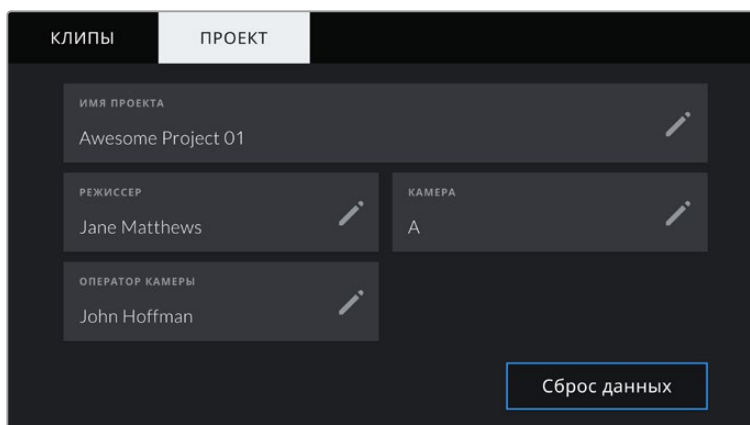 КЛИПЫ ПРОЕКТ
ИМЯ ПРОЕКТА
Awesome Project 01
РЕЖИССЕР КАМЕРА
Jane Matthews A
ОПЕРАТОР КАМЕРЫ
John Hoffman
Сброс данных